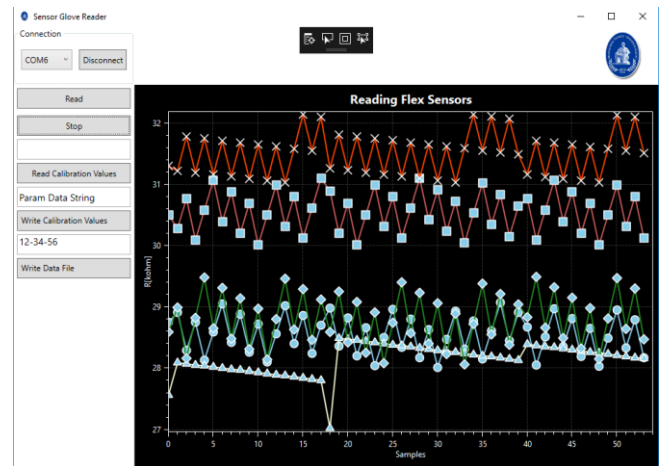 Sensor Glove Reader
Connection
COM6
Disconnect
Read
Stop
Read Calibration Values
Param Data String
Write Calibration Values
12-34-56
Write Data File
Reading Flex Sensors
R[kohm]
32
31
30
29
28
27
0 5 10 15 20 25 30 35 40 45 50
Samples